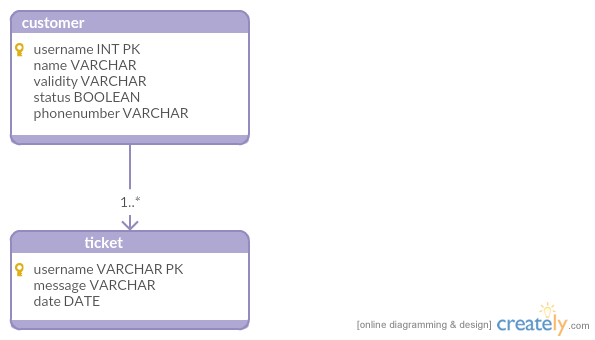 customer
username INT PK
name VARCHAR
validity VARCHAR
status BOOLEAN
phonenumber VARCHAR
1..*
ticket
username VARCHAR PK
message VARCHAR
date DATE
[online diagramming & design] creately.com